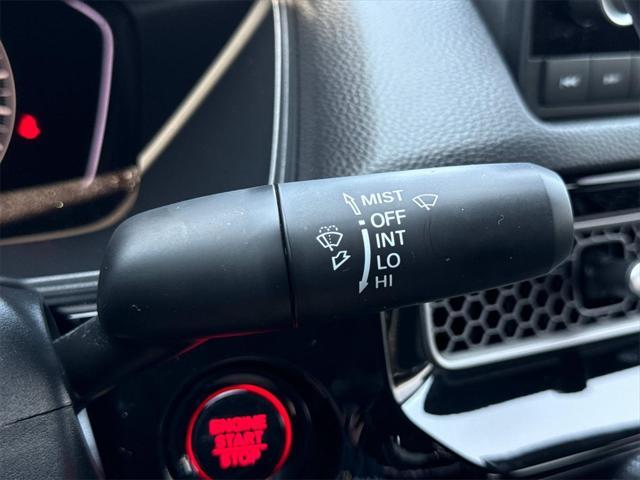 MIST
OFF
INT
LO
HI
ENGINE
START
STOP